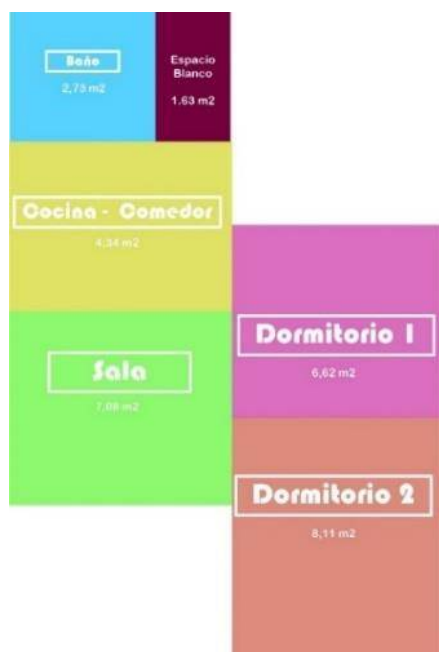 Baño
2,73 m2
Espacio
Blanco
1.63 m2
Cocina - Comedor
4,34 m2
Sala
7,08 m2
Dormitorio 1
6,62 m2
Dormitorio 2
8,11 m2